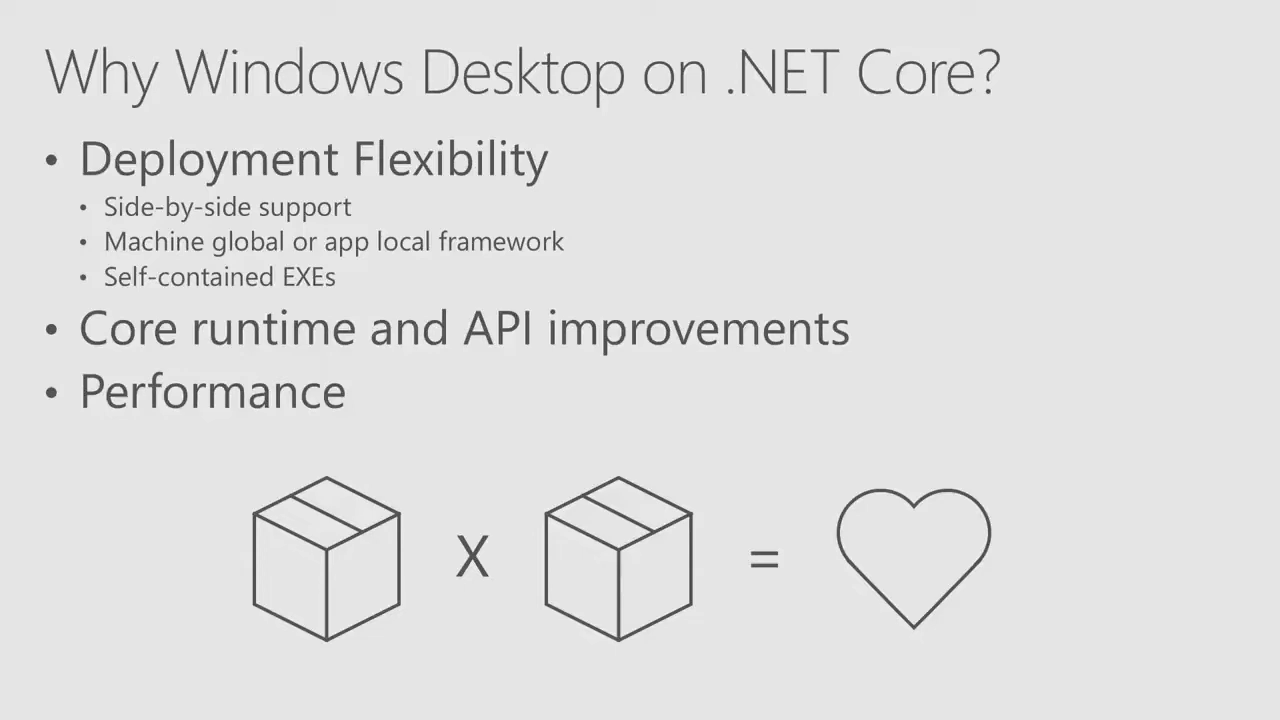 Why Windows Desktop on .NET Core?
• Deployment Flexibility
• Side-by-side support
• Machine global or app local framework
• Self-contained EXEs
• Core runtime and API improvements
• Performance
X =